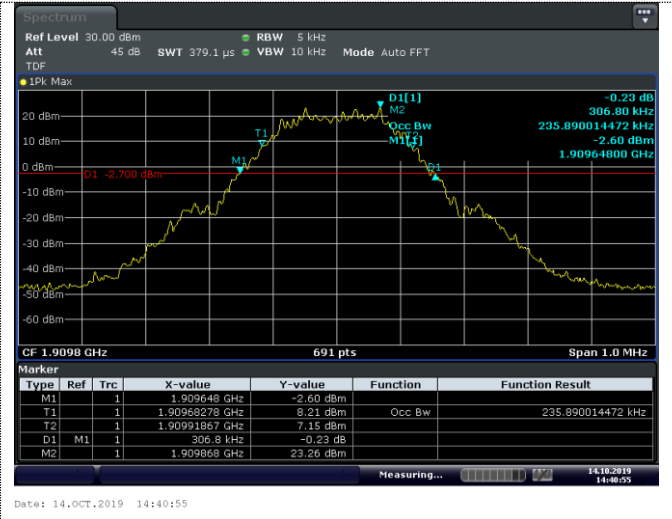 Spectrum
Ref Level 30.00 dBm RBW 5 kHz
Att 45 dB SWT 379.1 µs VBW 10 kHz Mode Auto FFT
TDF
1Pk Max
D1[1] -0.23 dB
M2 306.80 kHz
20 dBm
Occ Bw 235.890014472 kHz
T1
T2
10 dBm
M1[1] -2.60 dBm
1.90964800 GHz
M1
D1
0 dBm
D1 -2.700 dBm
-10 dBm
-20 dBm
-30 dBm
-40 dBm
-50 dBm
-60 dBm
CF 1.9098 GHz 691 pts Span 1.0 MHz
Marker
Type Ref Trc X-value Y-value Function Function Result
M1 1 1.909648 GHz -2.60 dBm
T1 1 1.90968278 GHz 8.21 dBm Occ Bw 235.890014472 kHz
T2 1 1.90991867 GHz 7.15 dBm
D1 M1 1 306.8 kHz -0.23 dB
M2 1 1.909868 GHz 23.26 dBm
Measuring... 14.10.2019
14:40:55
Date: 14.OCT.2019 14:40:55